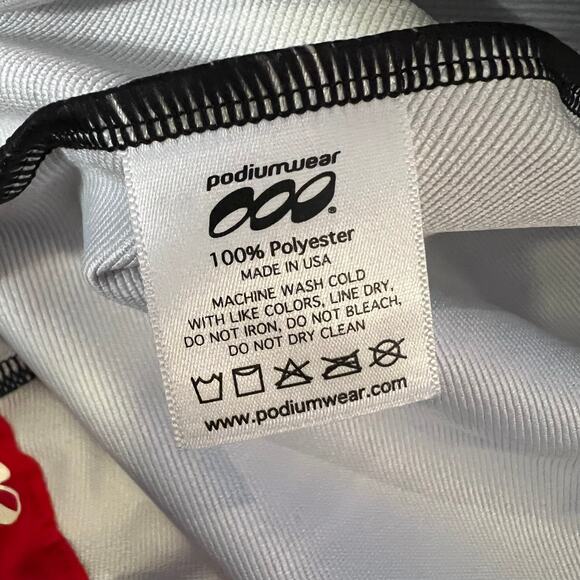 podiumwear
®
100% Polyester
MADE IN USA
MACHINE WASH COLD
WITH LIKE COLORS, LINE DRY,
DO NOT IRON, DO NOT BLEACH,
DO NOT DRY CLEAN
www.podiumwear.com